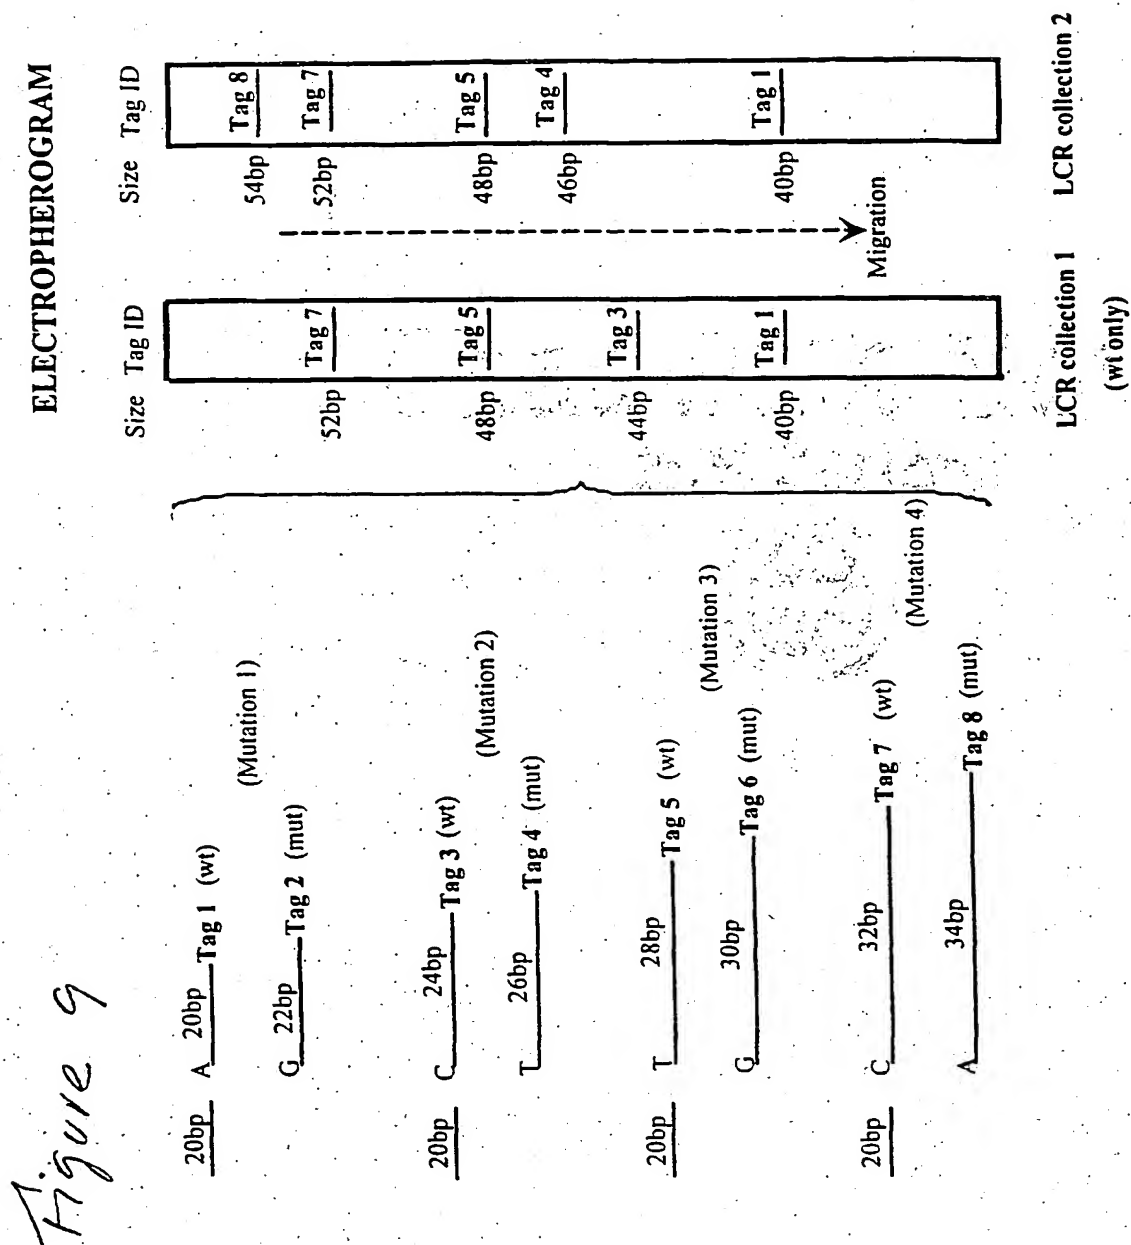 Figure 9
ELECTROPHEROGRAM
20bp
A 20bp Tag 1 (wt)
(Mutation 1)
G 22bp Tag 2 (mut)
20bp
C 24bp Tag 3 (wt)
(Mutation 2)
T 26bp Tag 4 (mut)
20bp
T 28bp Tag 5 (wt)
(Mutation 3)
G 30bp Tag 6 (mut)
20bp
C 32bp Tag 7 (wt)
(Mutation 4)
A 34bp Tag 8 (mut)
Size Tag ID
52bp Tag 7
48bp Tag 5
44bp Tag 3
40bp Tag 1
LCR collection 1
(wt only)
Migration
Size Tag ID
54bp Tag 8
52bp Tag 7
48bp Tag 5
46bp Tag 4
40bp Tag 1
LCR collection 2